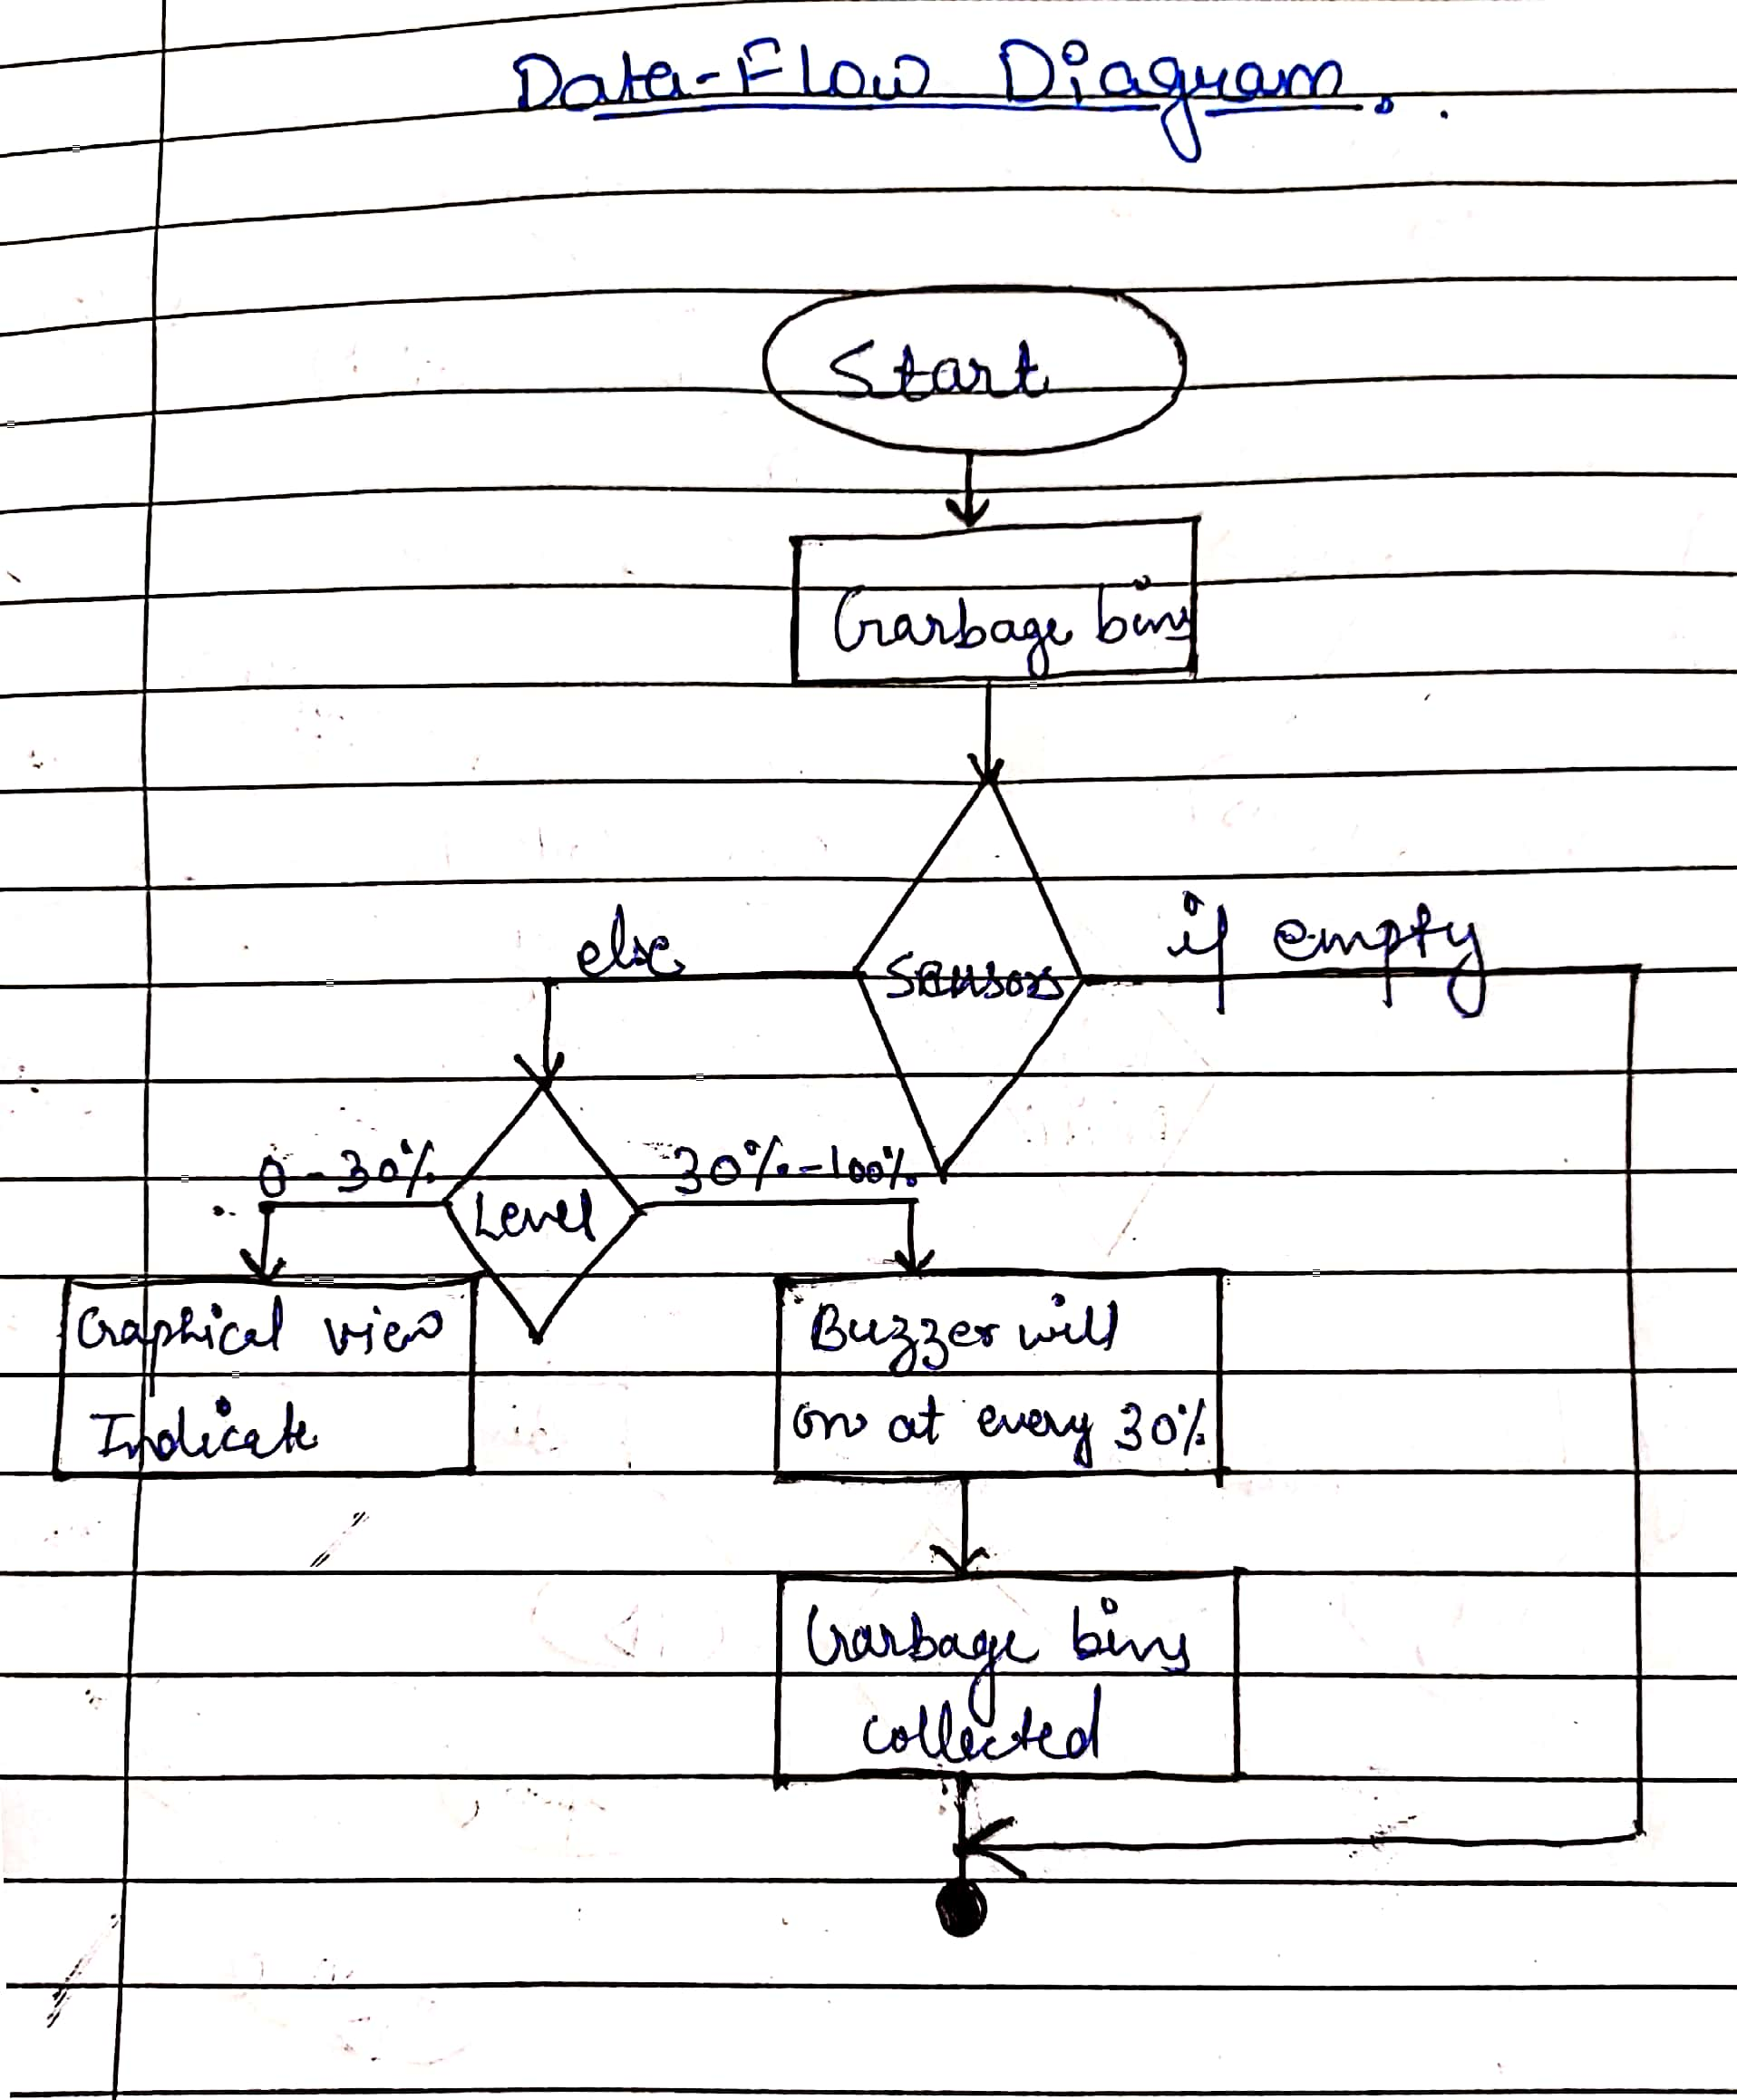 Data-Flow Diagram.
Start
Garbage bins
else
if empty
Sensors
0-30%
30%-100%
Level
Graphical view
Indicate
Buzzer will
on at every 30%
Garbage bins
collected